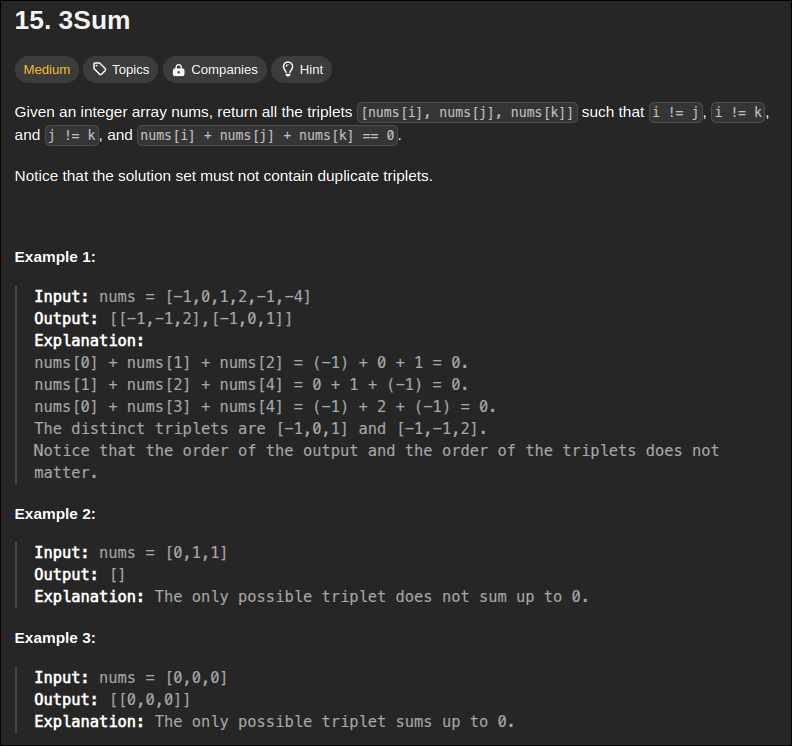 15. 3Sum
Medium Topics Companies Hint
Given an integer array nums, return all the triplets [nums[i], nums[j], nums[k]] such that i != j, i != k,
and j != k, and nums[i] + nums[j] + nums[k] == 0.
Notice that the solution set must not contain duplicate triplets.
Example 1:
Input: nums = [-1,0,1,2,-1,-4]
Output: [[-1,-1,2],[-1,0,1]]
Explanation:
nums[0] + nums[1] + nums[2] = (-1) + 0 + 1 = 0.
nums[1] + nums[2] + nums[4] = 0 + 1 + (-1) = 0.
nums[0] + nums[3] + nums[4] = (-1) + 2 + (-1) = 0.
The distinct triplets are [-1,0,1] and [-1,-1,2].
Notice that the order of the output and the order of the triplets does not
matter.
Example 2:
Input: nums = [0,1,1]
Output: []
Explanation: The only possible triplet does not sum up to 0.
Example 3:
Input: nums = [0,0,0]
Output: [[0,0,0]]
Explanation: The only possible triplet sums up to 0.